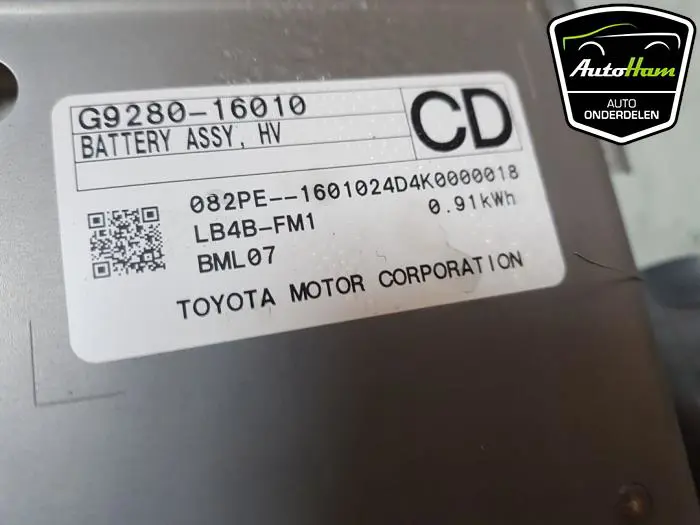 G9280-16010
BATTERY ASSY, HV
CD
082PE--1601024D4K0000018
LB4B-FM1
0.91kWh
BML07
TOYOTA MOTOR CORPORATION
AutoHam
AUTO
ONDERDELEN